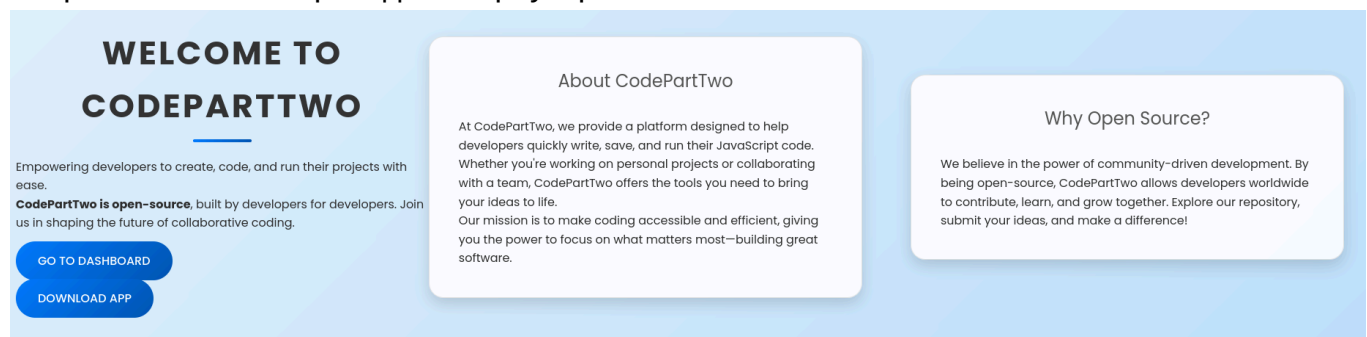 WELCOME TO
CODEPARTTWO
Empowering developers to create, code, and run their projects with
ease.
CodePartTwo is open-source, built by developers for developers. Join
us in shaping the future of collaborative coding.
GO TO DASHBOARD
DOWNLOAD APP
About CodePartTwo
At CodePartTwo, we provide a platform designed to help
developers quickly write, save, and run their JavaScript code.
Whether you're working on personal projects or collaborating
with a team, CodePartTwo offers the tools you need to bring
your ideas to life.
Our mission is to make coding accessible and efficient, giving
you the power to focus on what matters most—building great
software.
Why Open Source?
We believe in the power of community-driven development. By
being open-source, CodePartTwo allows developers worldwide
to contribute, learn, and grow together. Explore our repository,
submit your ideas, and make a difference!